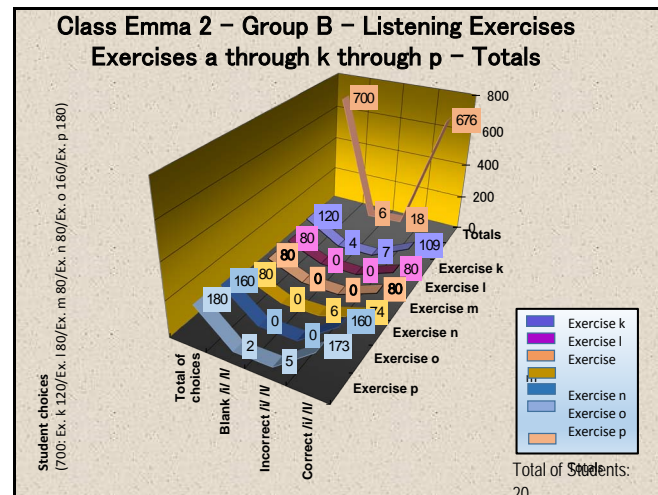 Class Emma 2 – Group B – Listening Exercises
Exercises a through k through p – Totals
Student choices
(700: Ex. k 120/Ex. l 80/Ex. m 80/Ex. n 80/Ex. o 160/Ex. p 180)
800
600
400
200
0
700
6
18
676
120
4
7
109
80
0
0
80
80
0
0
80
80
0
6
74
160
0
0
160
180
2
5
173
Totals
Exercise k
Exercise l
Exercise m
Exercise n
Exercise o
Exercise p
Total of
choices
Blank /i/ /I/
Incorrect /i/ /I/
Correct /i/ /I/
Exercise k
Exercise l
Exercise
m
Exercise n
Exercise o
Exercise p
Totals
Total of Students:
20